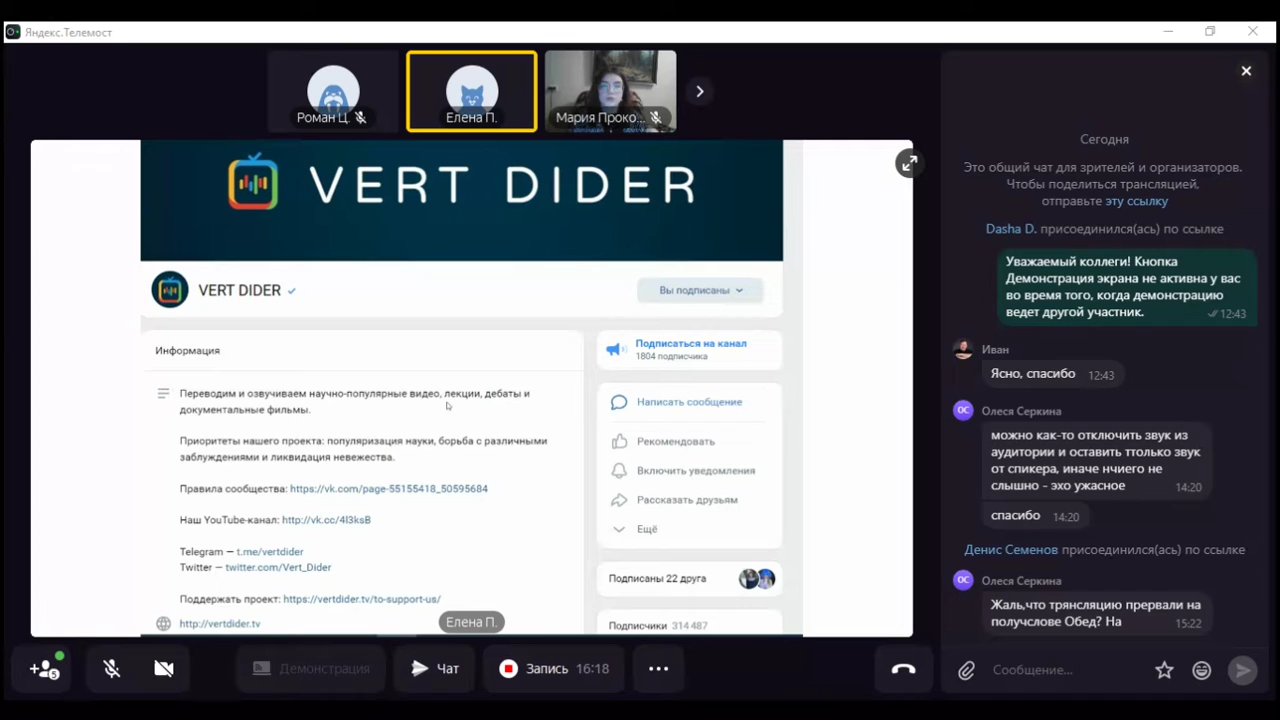 Яндекс.Телемост
Роман Ц.
Елена П.
Мария Проко...
VERT DIDER
VERT DIDER
Вы подписаны
Информация
Переводим и озвучиваем научно-популярные видео, лекции, дебаты и
документальные фильмы.
Приоритеты нашего проекта: популяризация науки, борьба с различными
заблуждениями и ликвидация невежества.
Правила сообщества: https://vk.com/page-55155418_50595684
Наш YouTube-канал: http://vk.cc/4I3ksB
Telegram — t.me/vertdider
Twitter — twitter.com/Vert_Dider
Поддержать проект: https://vertdider.tv/to-support-us/
http://vertdider.tv
Подписаться на канал
1804 подписчика
Написать сообщение
Рекомендовать
Включить уведомления
Рассказать друзьям
Ещё
Подписаны 22 друга
Подписчики 314 487
Елена П.
5
Демонстрация
Чат
Запись 16:18
Сегодня
Это общий чат для зрителей и организаторов.
Чтобы поделиться трансляцией,
отправьте эту ссылку
Dasha D. присоединился(ась) по ссылке
Уважаемый коллеги! Кнопка
Демонстрация экрана не активна у вас
во время того, когда демонстрацию
ведет другой участник.
12:43
Иван
Ясно, спасибо 12:43
ОС
Олеся Серкина
можно как-то отключить звук из
аудитории и оставить ттолько звук
от спикера, иначе нчиего не
слышно - эхо ужасное 14:20
спасибо 14:20
Денис Семенов присоединился(ась) по ссылке
ОС
Олеся Серкина
Жаль,что трянсляцию прервали на
получслове Обед? На 15:22
Сообщение...